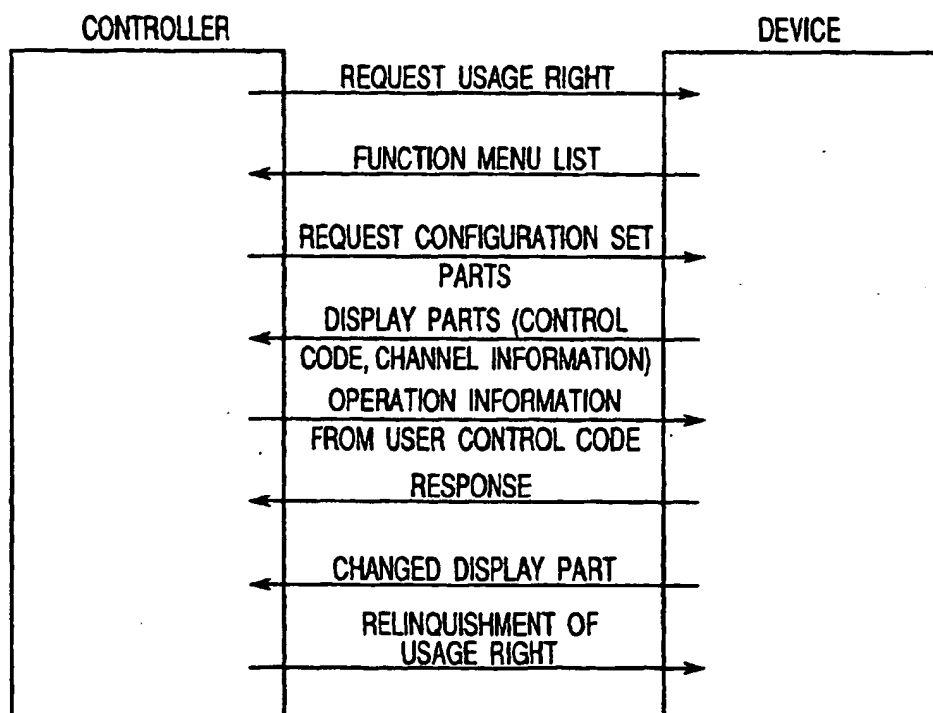 CONTROLLER
DEVICE
REQUEST USAGE RIGHT
FUNCTION MENU LIST
REQUEST CONFIGURATION SET
PARTS
DISPLAY PARTS (CONTROL
CODE, CHANNEL INFORMATION)
OPERATION INFORMATION
FROM USER CONTROL CODE
RESPONSE
CHANGED DISPLAY PART
RELINQUISHMENT OF
USAGE RIGHT